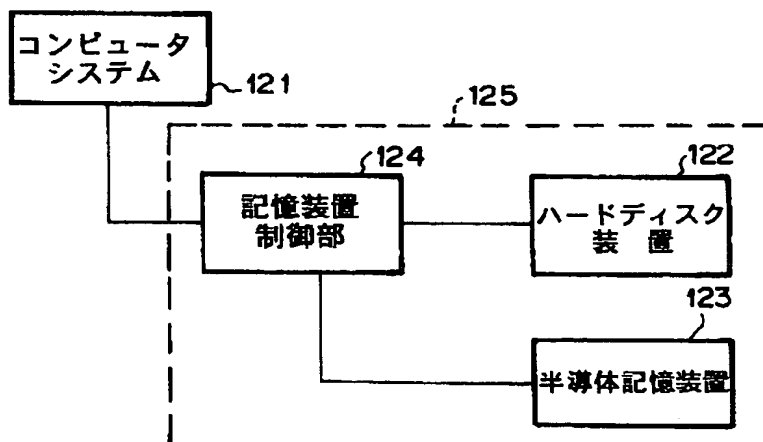 コンピュータ
システム
121
125
124
記憶装置
制御部
122
ハードディスク
装 置
123
半導体記憶装置